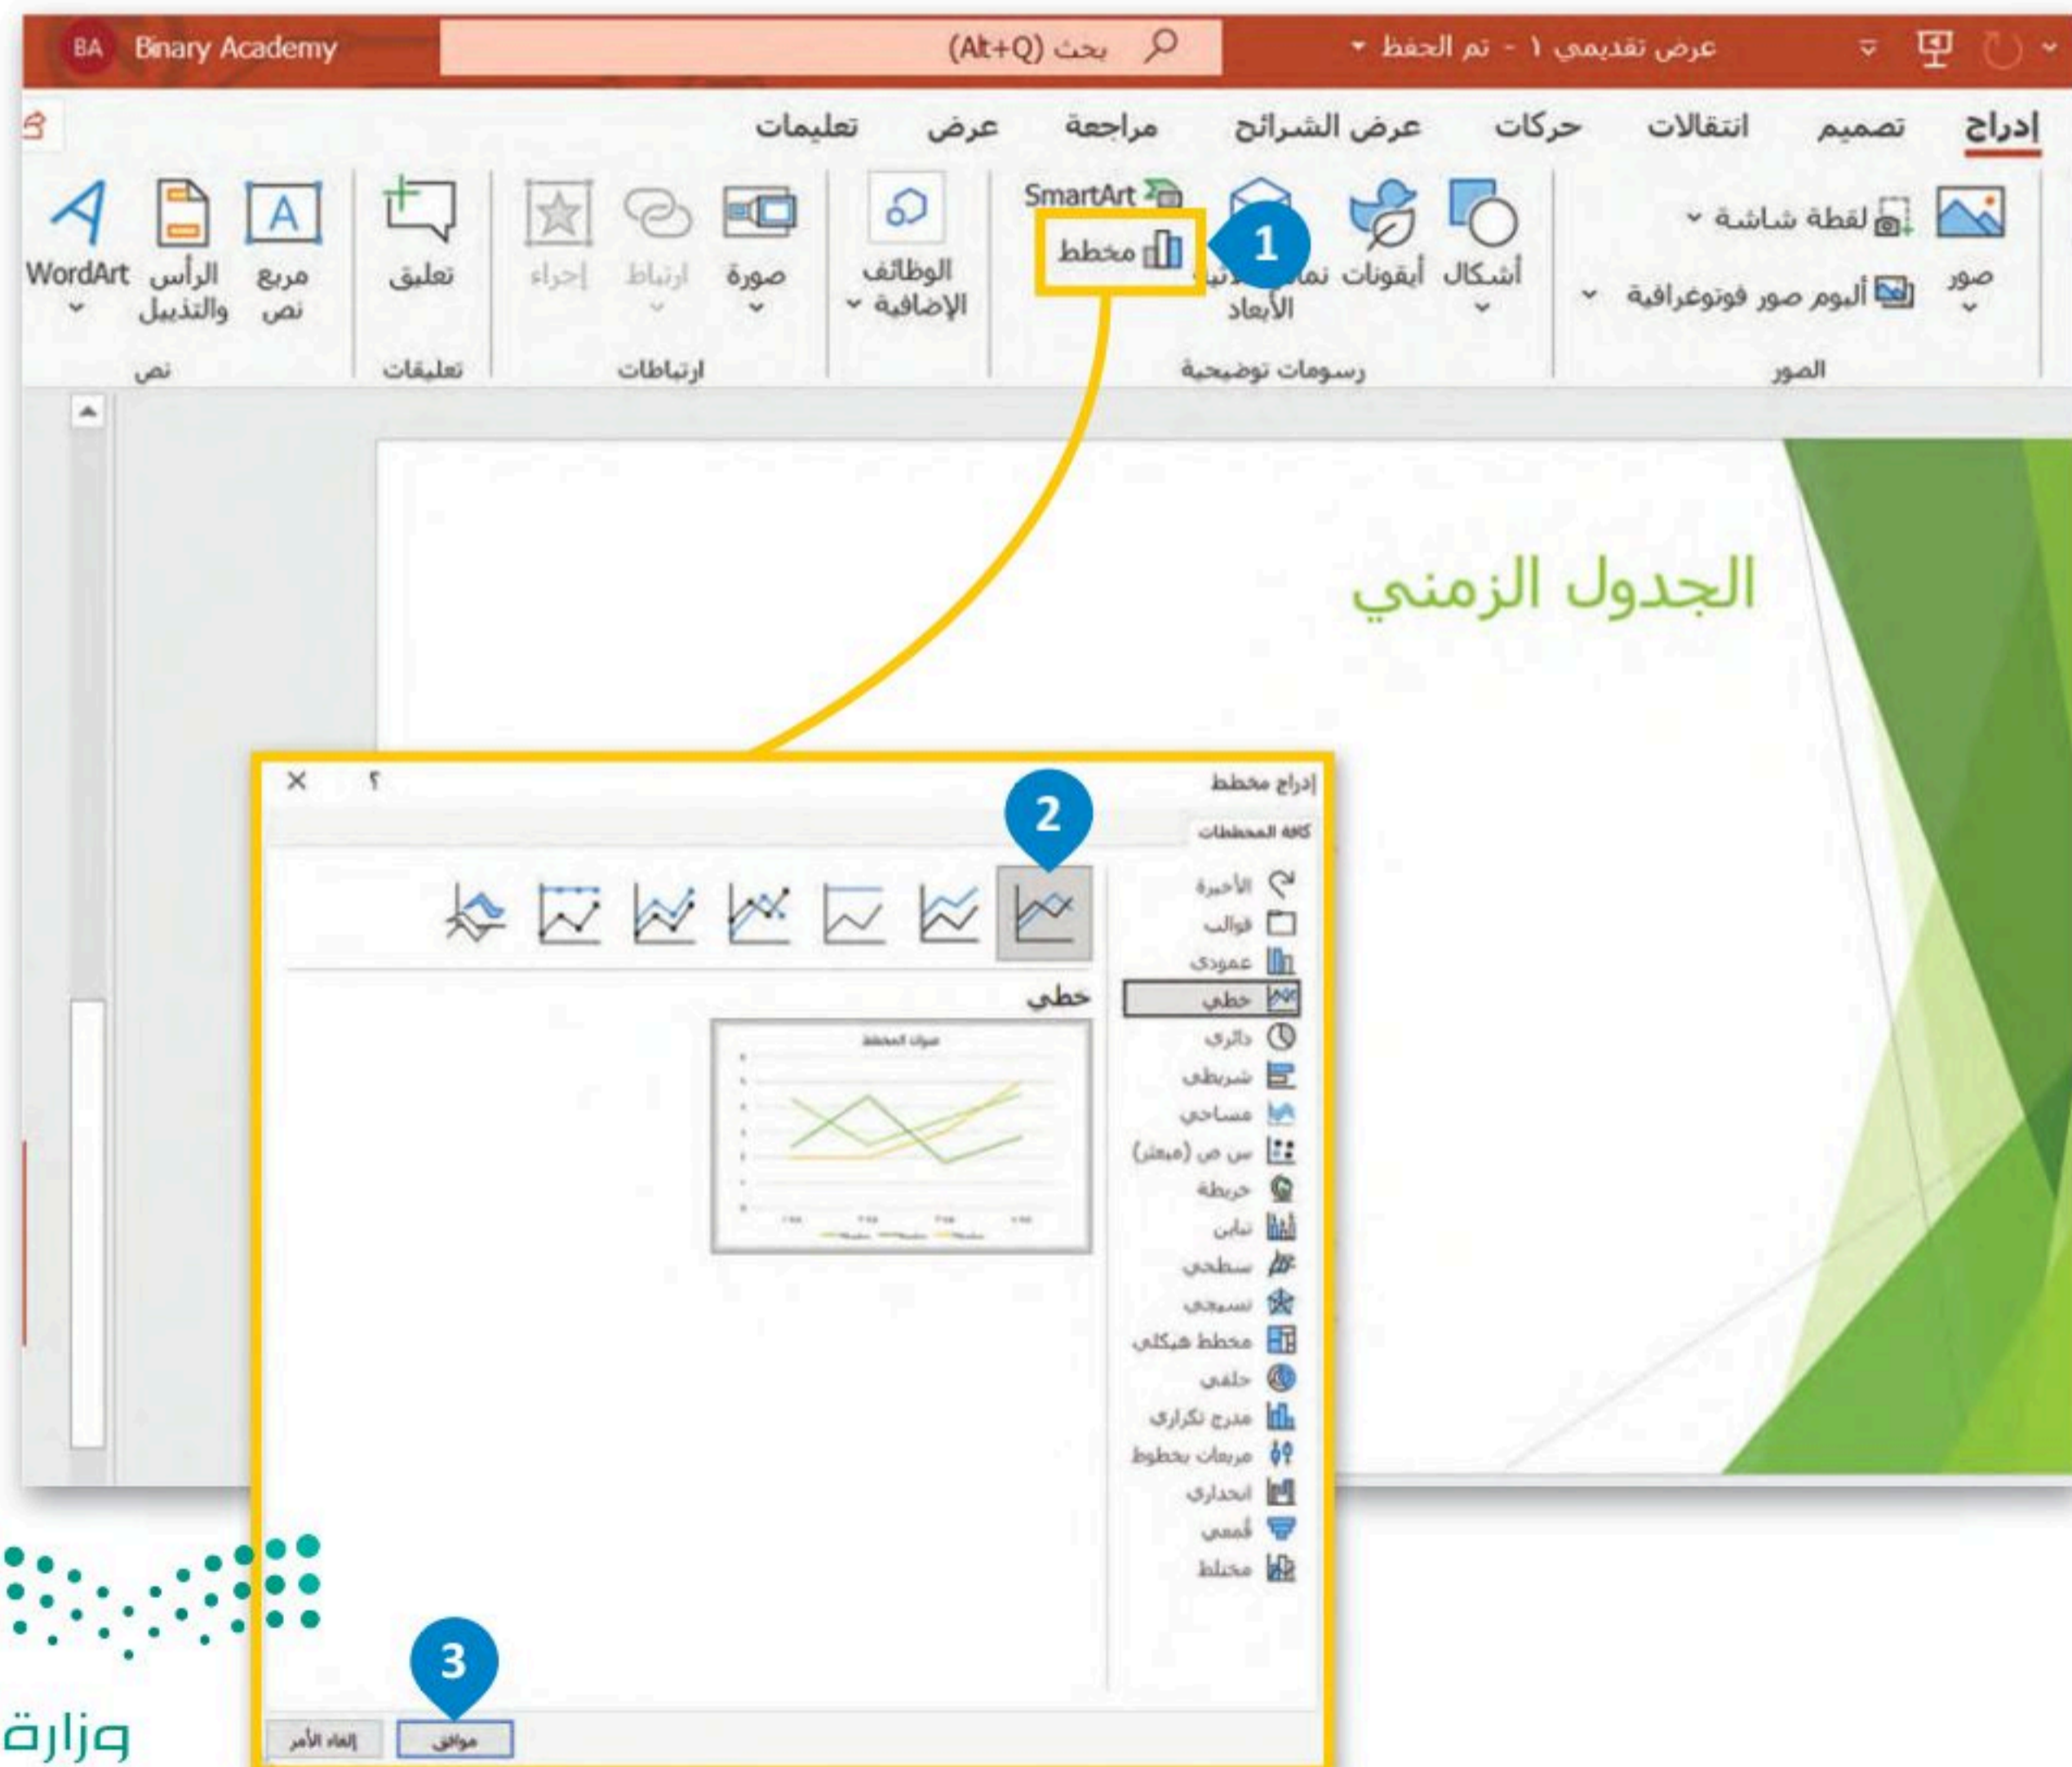 عرض تقديمي ١ - تم الحفظ
بحث (Alt+Q)
Binary Academy
BA
إدراج
تصميم
انتقالات
حركات
عرض الشرائح
مراجعة
عرض
تعليمات
صور
لقطة شاشة
ألبوم صور فوتوغرافية
الصور
أشكال
أيقونات
الأبعاد
SmartArt
مخطط
1
رسومات توضيحية
الوظائف
الإضافية
صورة
ارتباط
إجراء
ارتباطات
تعليق
تعليقات
مربع
نص
الرأس
والتذييل
WordArt
نص
الجدول الزمني
إدراج مخطط
؟
2
كافة المخططات
الأخيرة
قوالب
عمودي
خطي
دائري
شريطي
مساحي
س ص (مبعثر)
خريطة
تباين
سطحي
نسيجي
مخطط هيكلي
حلقي
مدرج تكراري
مربعات بخطوط
انحداري
قُمعي
مختلط
خطي
عنوان المخطط
3
موافق
إلغاء الأمر
وزارة